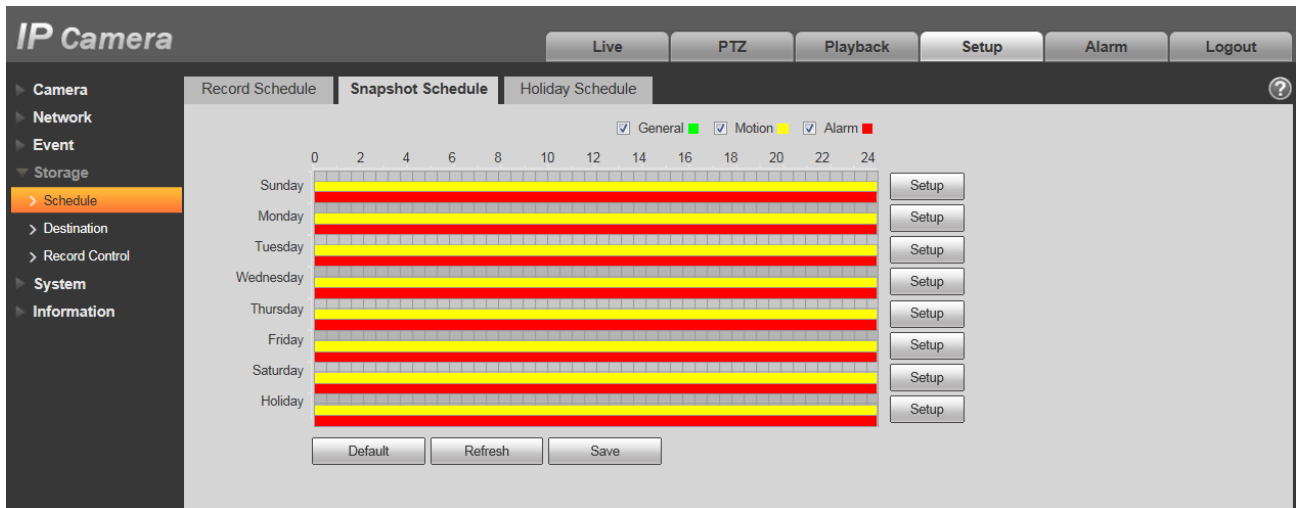 IP Camera
Live PTZ Playback Setup Alarm Logout
Camera
Network
Event
Storage
Schedule
Destination
Record Control
System
Information
Record Schedule Snapshot Schedule Holiday Schedule ?
General Motion Alarm
0 2 4 6 8 10 12 14 16 18 20 22 24
Sunday Setup
Monday Setup
Tuesday Setup
Wednesday Setup
Thursday Setup
Friday Setup
Saturday Setup
Holiday Setup
Default Refresh Save